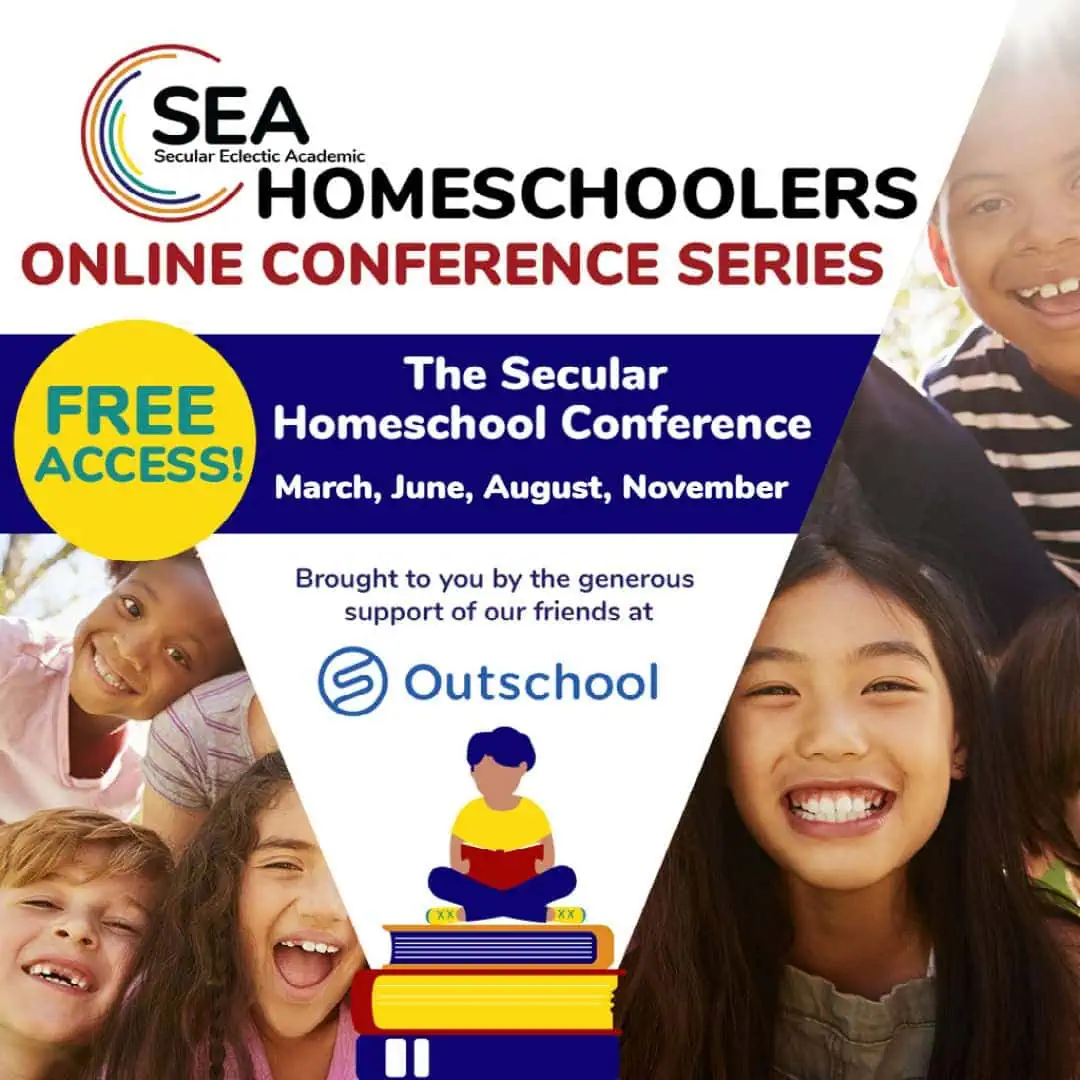 SEA
Secular Eclectic Academic
HOMESCHOOLERS
ONLINE CONFERENCE SERIES
FREE
ACCESS!
The Secular
Homeschool Conference
March, June, August, November
Brought to you by the generous
support of our friends at
Outschool